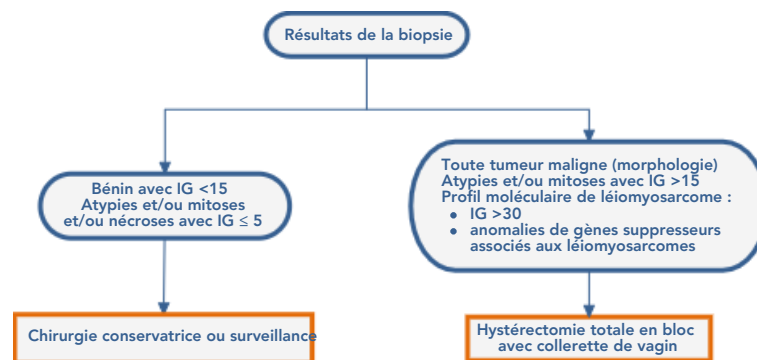 Résultats de la biopsie
Bénin avec IG <15
Atypies et/ou mitoses
et/ou nécroses avec IG ≤ 5
Toute tumeur maligne (morphologie)
Atypies et/ou mitoses avec IG >15
Profil moléculaire de léiomyosarcome :
• IG >30
• anomalies de gènes suppresseurs
associés aux léiomyosarcomes
Chirurgie conservatrice ou surveillance
Hystérectomie totale en bloc
avec collerette de vagin